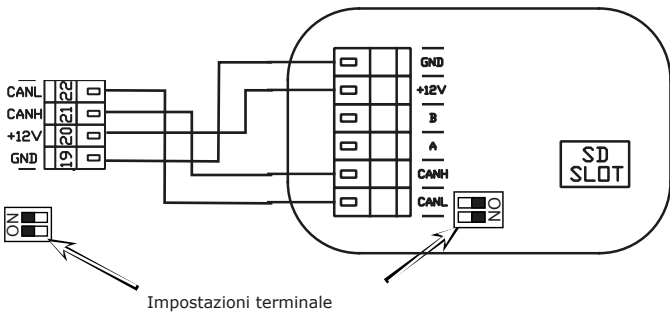 CANL 22
CANH 21
+12V 20
GND 19
ON
GND
+12V
B
A
CANH
CANL
ON
SD
SLOT
Impostazioni terminale